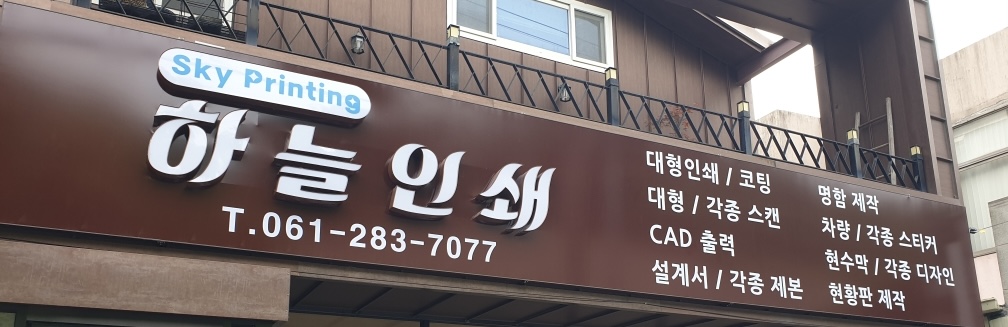 Sky Printing
하늘인쇄
T.061-283-7077
대형인쇄 / 코팅
대형 / 각종 스캔
CAD 출력
설계서 / 각종 제본
명함 제작
차량 / 각종 스티커
현수막 / 각종 디자인
현황판 제작